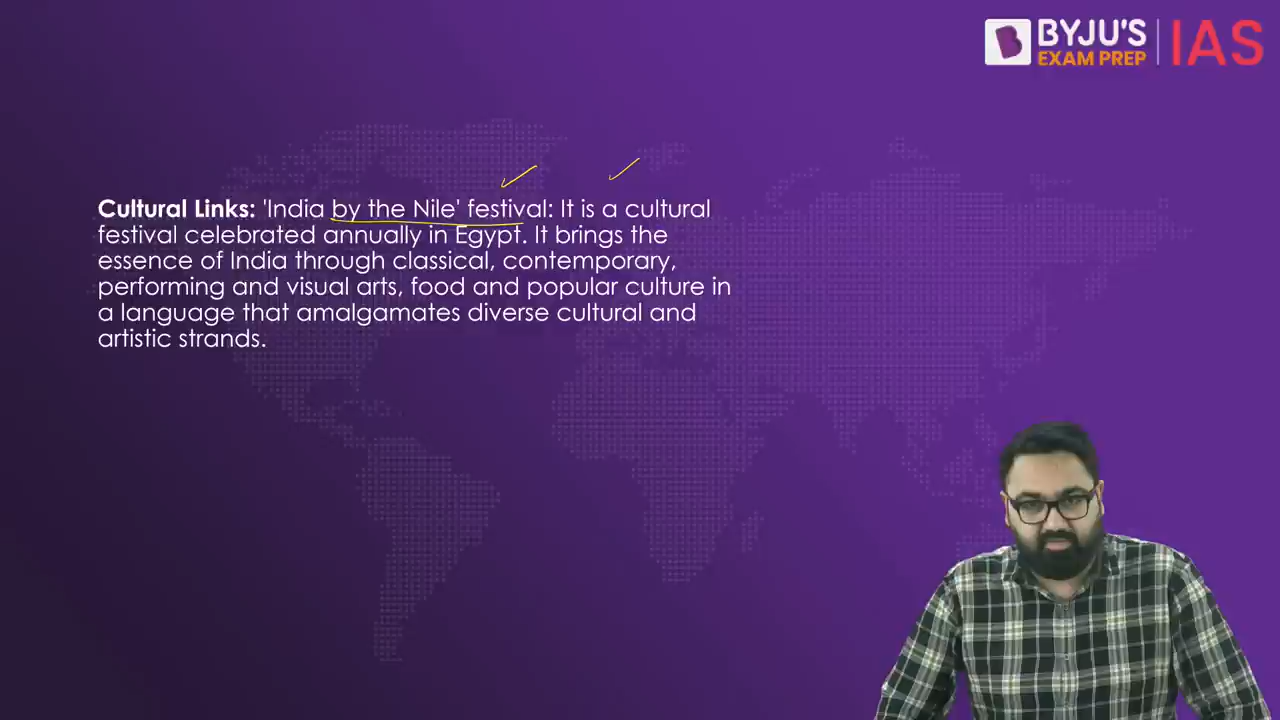 BYJU'S
EXAM PREP
IAS
Cultural Links: 'India by the Nile' festival: It is a cultural
festival celebrated annually in Egypt. It brings the
essence of India through classical, contemporary,
performing and visual arts, food and popular culture in
a language that amalgamates diverse cultural and
artistic strands.